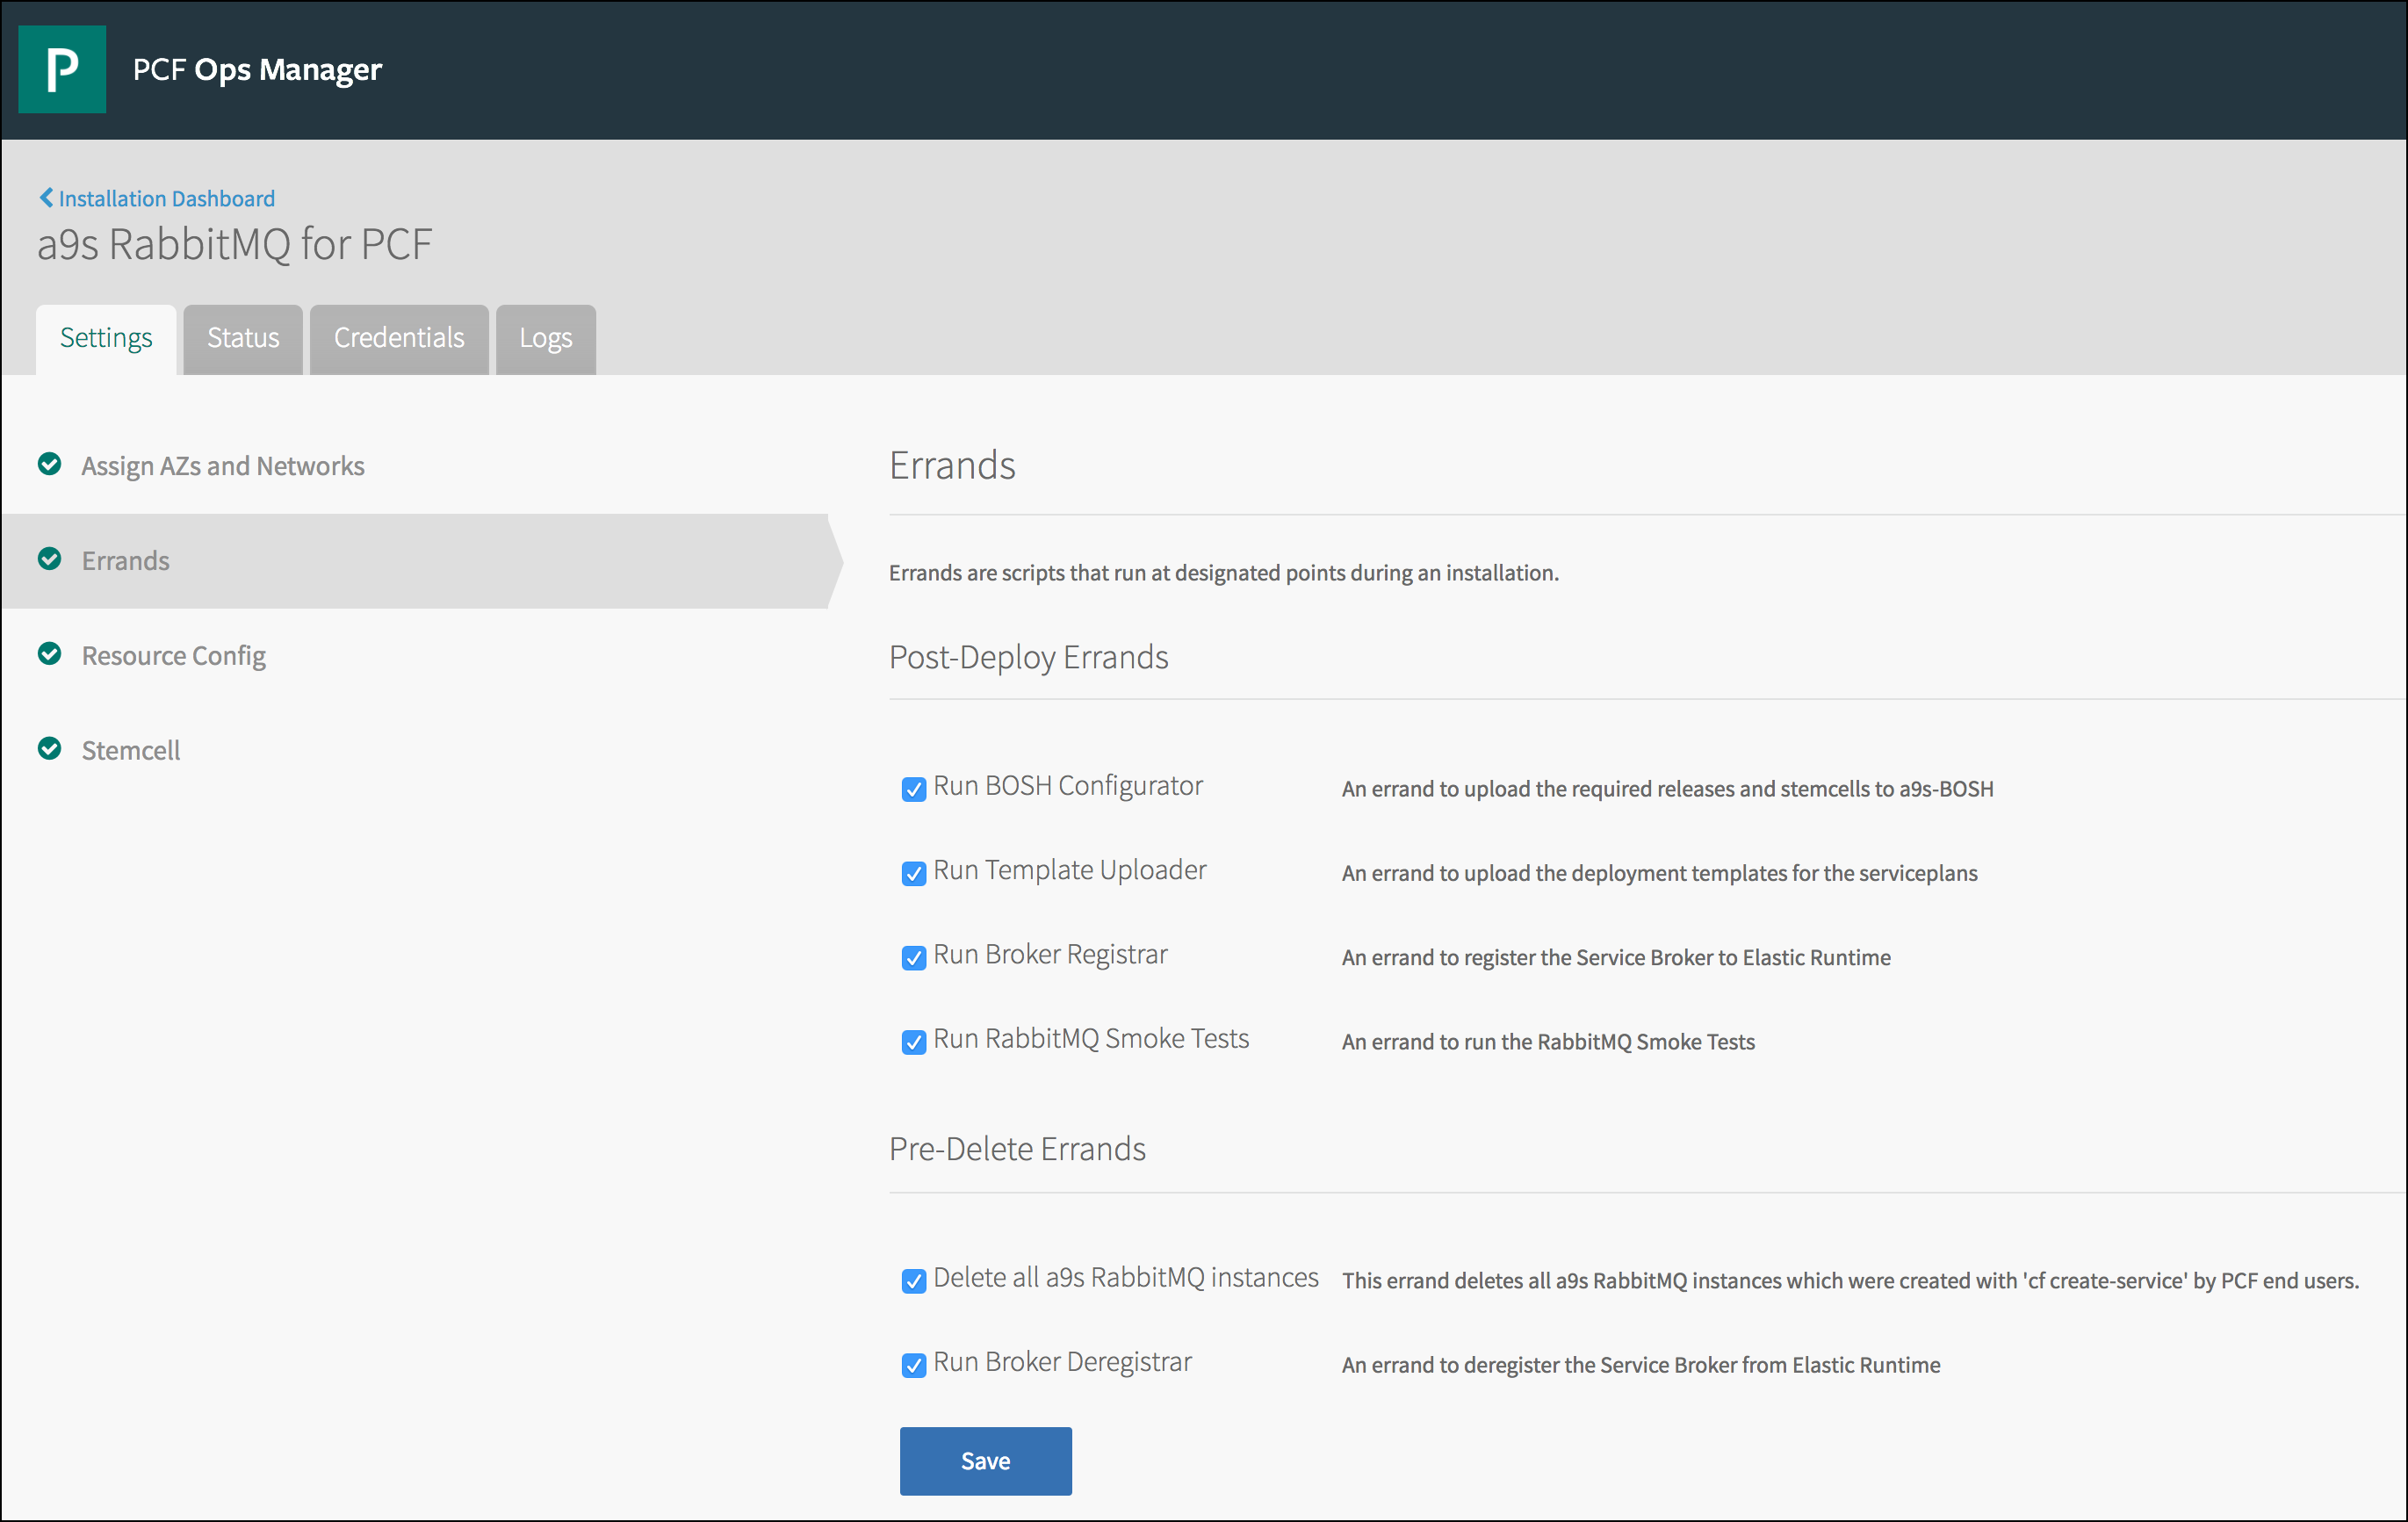 P
PCF Ops Manager
Installation Dashboard
a9s RabbitMQ for PCF
Settings
Status
Credentials
Logs
Assign AZs and Networks
Errands
Resource Config
Stemcell
Errands
Errands are scripts that run at designated points during an installation.
Post-Deploy Errands
Run BOSH Configurator An errand to upload the required releases and stemcells to a9s-BOSH
Run Template Uploader An errand to upload the deployment templates for the serviceplans
Run Broker Registrar An errand to register the Service Broker to Elastic Runtime
Run RabbitMQ Smoke Tests An errand to run the RabbitMQ Smoke Tests
Pre-Delete Errands
Delete all a9s RabbitMQ instances This errand deletes all a9s RabbitMQ instances which were created with 'cf create-service' by PCF end users.
Run Broker Deregistrar An errand to deregister the Service Broker from Elastic Runtime
Save